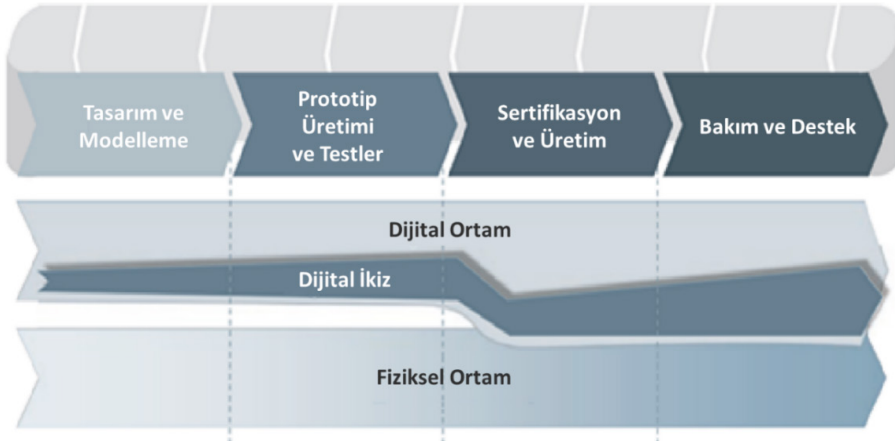 Tasarım ve
Modelleme
Prototip
Üretimi
ve Testler
Sertifikasyon
ve Üretim
Bakım ve Destek
Dijital Ortam
Dijital İkiz
Fiziksel Ortam